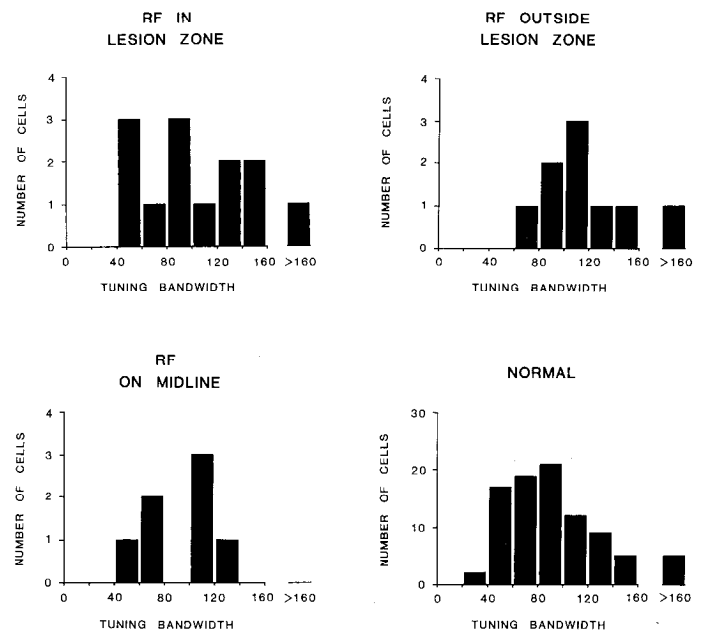 RF IN
LESION ZONE
NUMBER OF CELLS
4
3
2
1
0
0 40 80 120 160 >160
TUNING BANDWIDTH
RF OUTSIDE
LESION ZONE
NUMBER OF CELLS
4
3
2
1
0
0 40 80 120 160 >160
TUNING BANDWIDTH
RF
ON MIDLINE
NUMBER OF CELLS
4
3
2
1
0
0 40 80 120 >160
TUNING BANDWIDTH
NORMAL
NUMBER OF CELLS
30
20
10
0
0 40 80 120 160 >160
TUNING BANDWIDTH